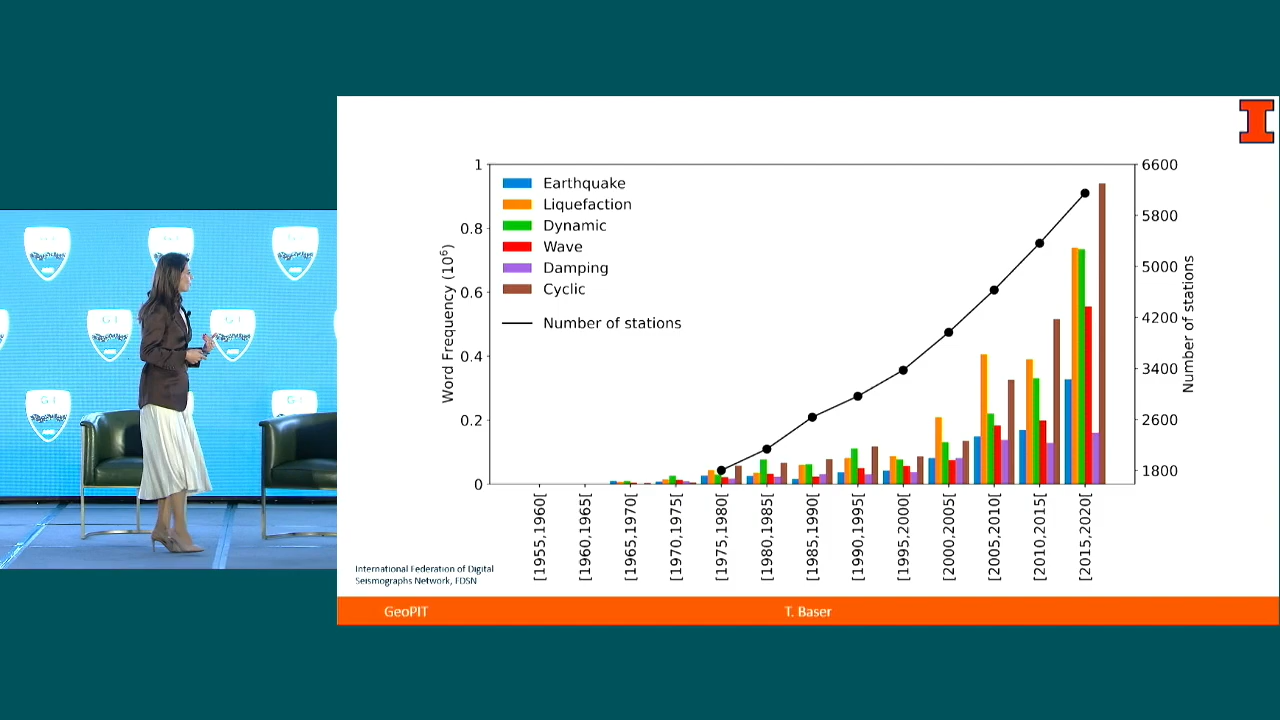 1
6600
Earthquake
Liquefaction
Dynamic
Wave
Damping
Cyclic
Number of stations
0.8
0.6
0.4
0.2
0
Word Frequency (10⁶)
5800
5000
4200
3400
2600
1800
Number of stations
[1955,1960[
[1960,1965[
[1965,1970[
[1970,1975[
[1975,1980[
[1980,1985[
[1985,1990[
[1990,1995[
[1995,2000[
[2000,2005[
[2005,2010[
[2010,2015[
[2015,2020[
International Federation of Digital
Seismographs Network, FDSN
GeoPIT
T. Baser
G I
G I
G I